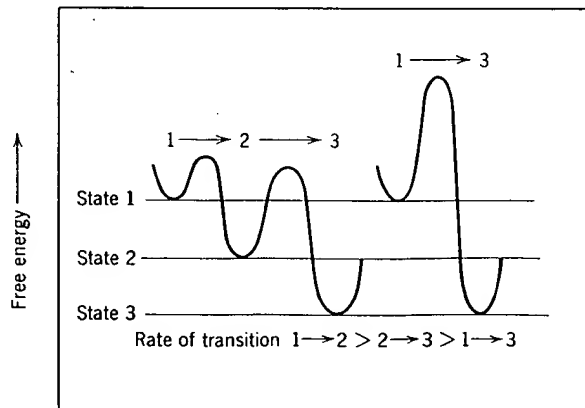 1 → 3
1 → 2 → 3
State 1
State 2
State 3
Free energy →
Rate of transition 1→2 > 2→3 > 1→3